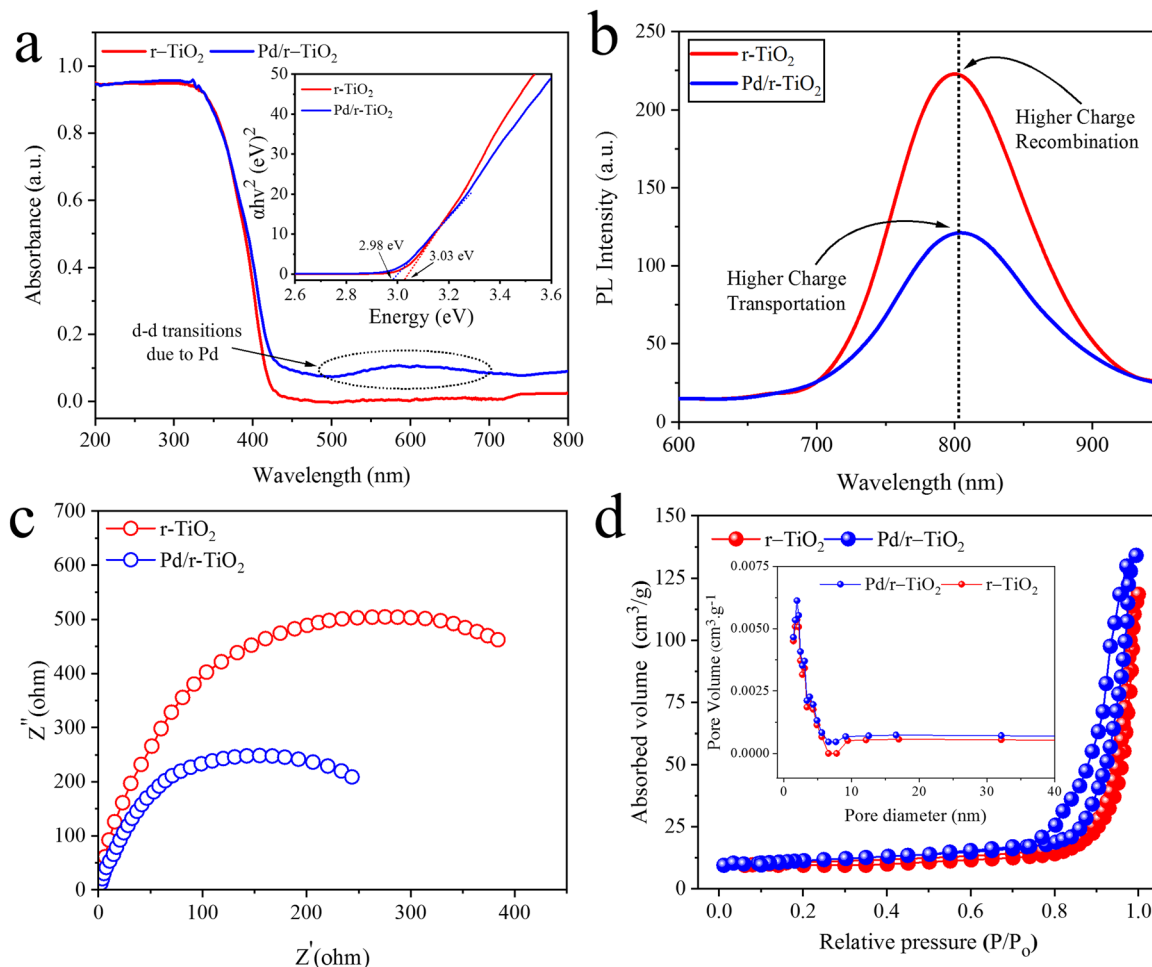 a
r–TiO₂ Pd/r–TiO₂
Absorbance (a.u.)
1.0
0.8
0.6
0.4
0.2
0.0
200 300 400 500 600 700 800
Wavelength (nm)
d-d transitions
due to Pd
r–TiO₂
Pd/r-TiO₂
αhv² (eV)²
50
40
30
20
10
0
2.98 eV
3.03 eV
2.6 2.8 3.0 3.2 3.4 3.6
Energy (eV)
b
r-TiO₂
Pd/r-TiO₂
PL Intensity (a.u.)
250
200
150
100
50
0
Higher Charge
Recombination
Higher Charge
Transportation
600 700 800 900
Wavelength (nm)
c
r-TiO₂
Pd/r-TiO₂
Z"(ohm)
700
600
500
400
300
200
100
0
0 100 200 300 400
Z'(ohm)
d
r–TiO₂ Pd/r–TiO₂
Absorbed volume (cm³/g)
150
125
100
75
50
25
0
Pd/r–TiO₂ r–TiO₂
Pore Volume (cm³.g⁻¹)
0.0075
0.0050
0.0025
0.0000
0 10 20 30 40
Pore diameter (nm)
0.0 0.2 0.4 0.6 0.8 1.0
Relative pressure (P/Pₒ)